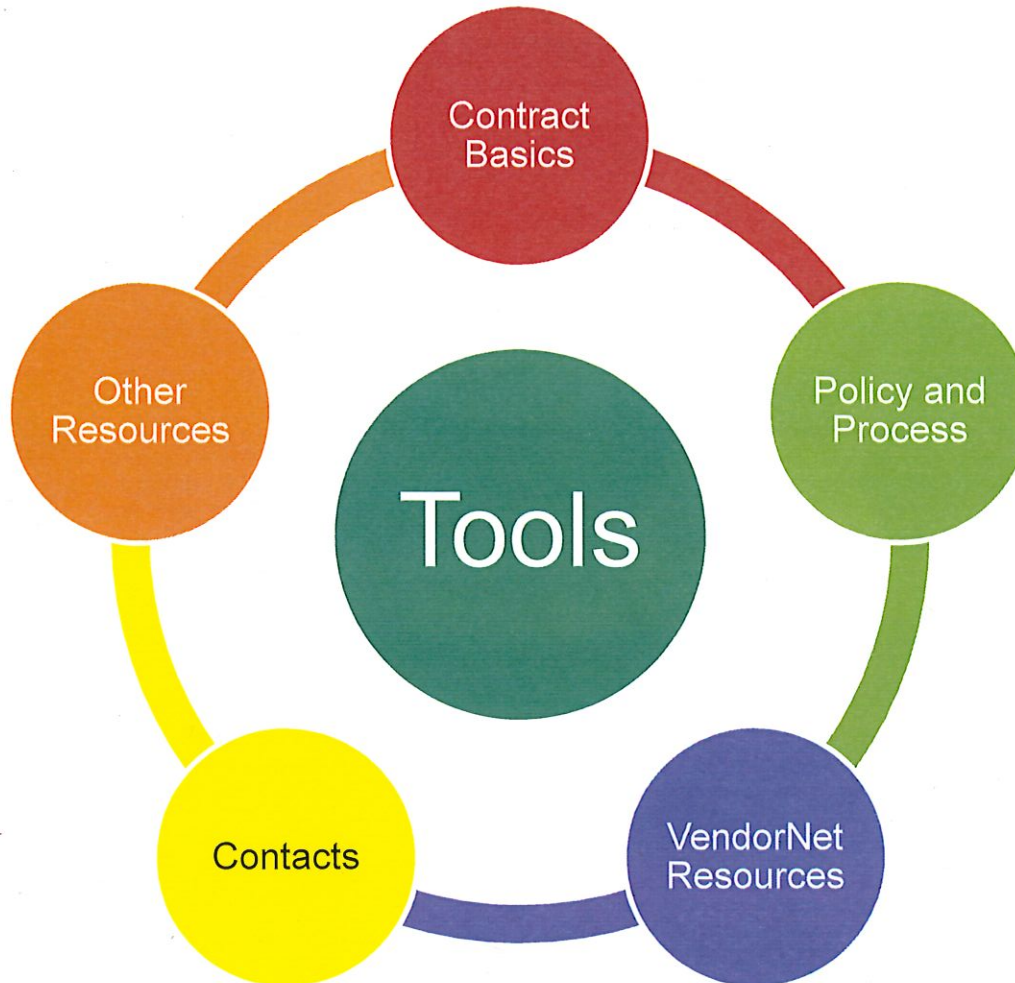 Contract
Basics
Policy and
Process
VendorNet
Resources
Contacts
Other
Resources
Tools